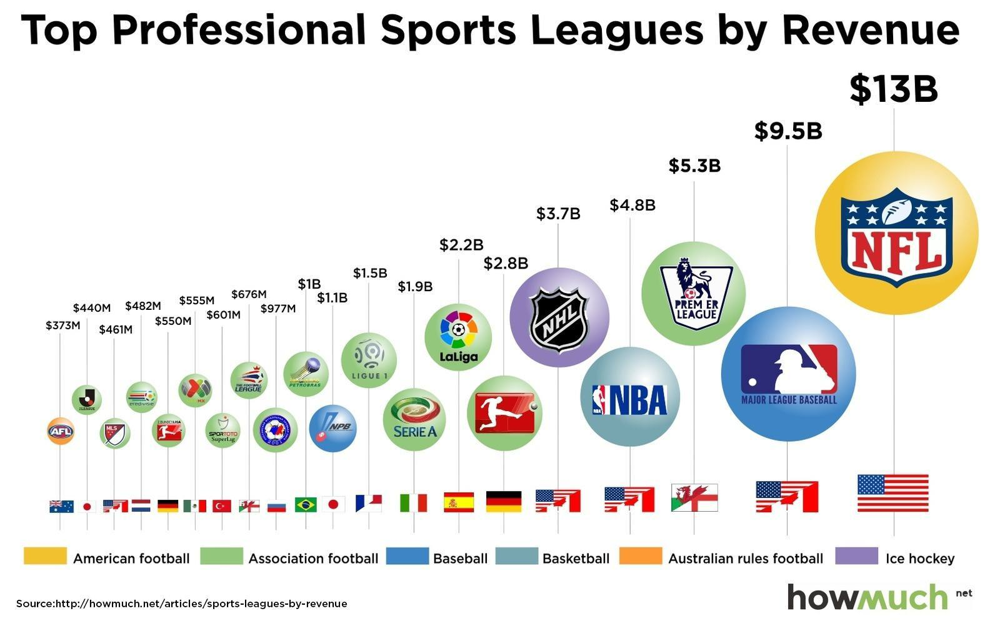 Top Professional Sports Leagues by Revenue
$13B
$9.5B
$5.3B
$4.8B
$3.7B
$2.2B
$2.8B
$1.5B
$1.9B
$1B
$1.1B
$676M
$977M
$555M
$601M
$482M
$550M
$440M
$461M
$373M
AFL
J.LEAGUE
MLS
eredivisie
2.BUNDESLIGA
MX
SPORTOTO
SuperLig
THE FOOTBALL
LEAGUE
2001
PETROBRAS
NPB
LIGUE 1
SERIE A
LaLiga
NHL
NBA
NBA
PREM ER
LEAGUE
MAJOR LEAGUE BASEBALL
NFL
American football
Association football
Baseball
Basketball
Australian rules football
Ice hockey
Source:http://howmuch.net/articles/sports-leagues-by-revenue
howmuch net